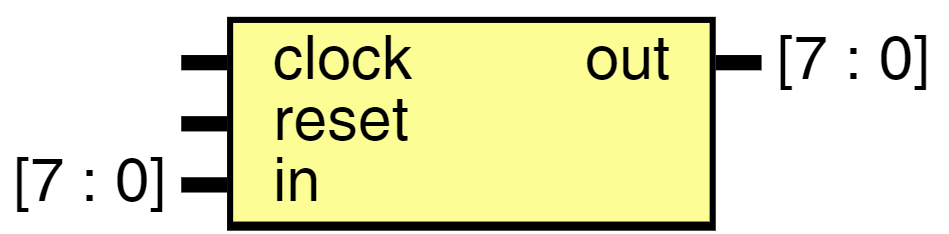 clock out [7 : 0]
reset
[7 : 0] in